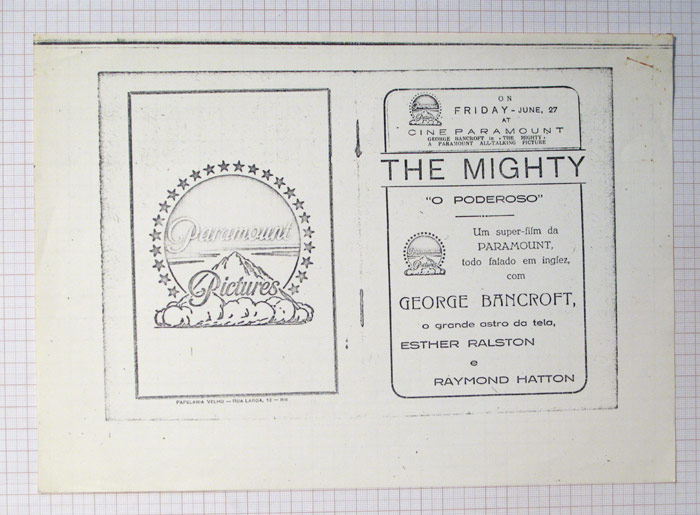 Paramount
Pictures
PAPELARIA VELHO — RUA LARGA, 13 — RIO
ON
FRIDAY - JUNE, 27
AT
CINE PARAMOUNT
GEORGE BANCROFT in «THE MIGHTY»
A PARAMOUNT ALL-TALKING PICTURE
THE MIGHTY
"O PODEROSO"
Um super-film da
PARAMOUNT,
todo falado em inglez,
com
GEORGE BANCROFT,
o grande astro da tela,
ESTHER RALSTON
e
RAYMOND HATTON